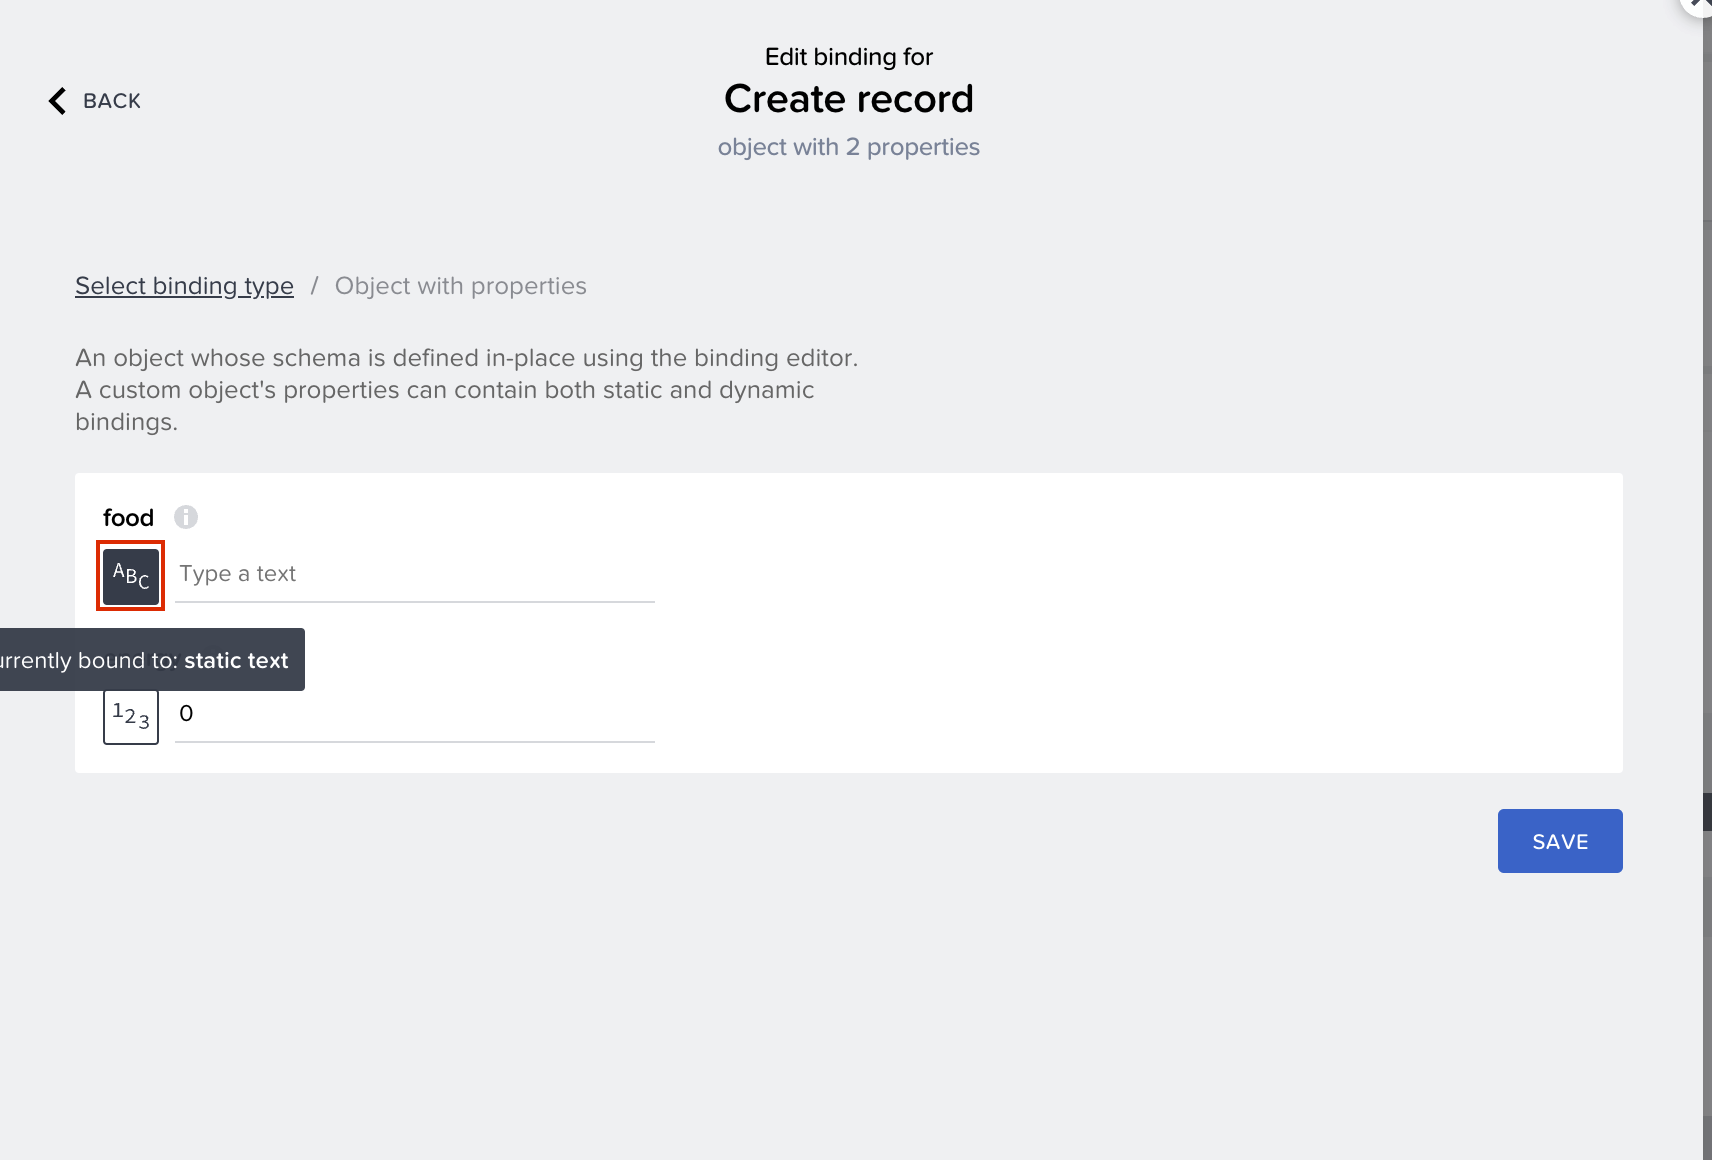 Edit binding for
BACK
Create record
object with 2 properties
Select binding type / Object with properties
An object whose schema is defined in-place using the binding editor.
A custom object's properties can contain both static and dynamic
bindings.
food
ABC Type a text
bound to: static text
123 0
SAVE